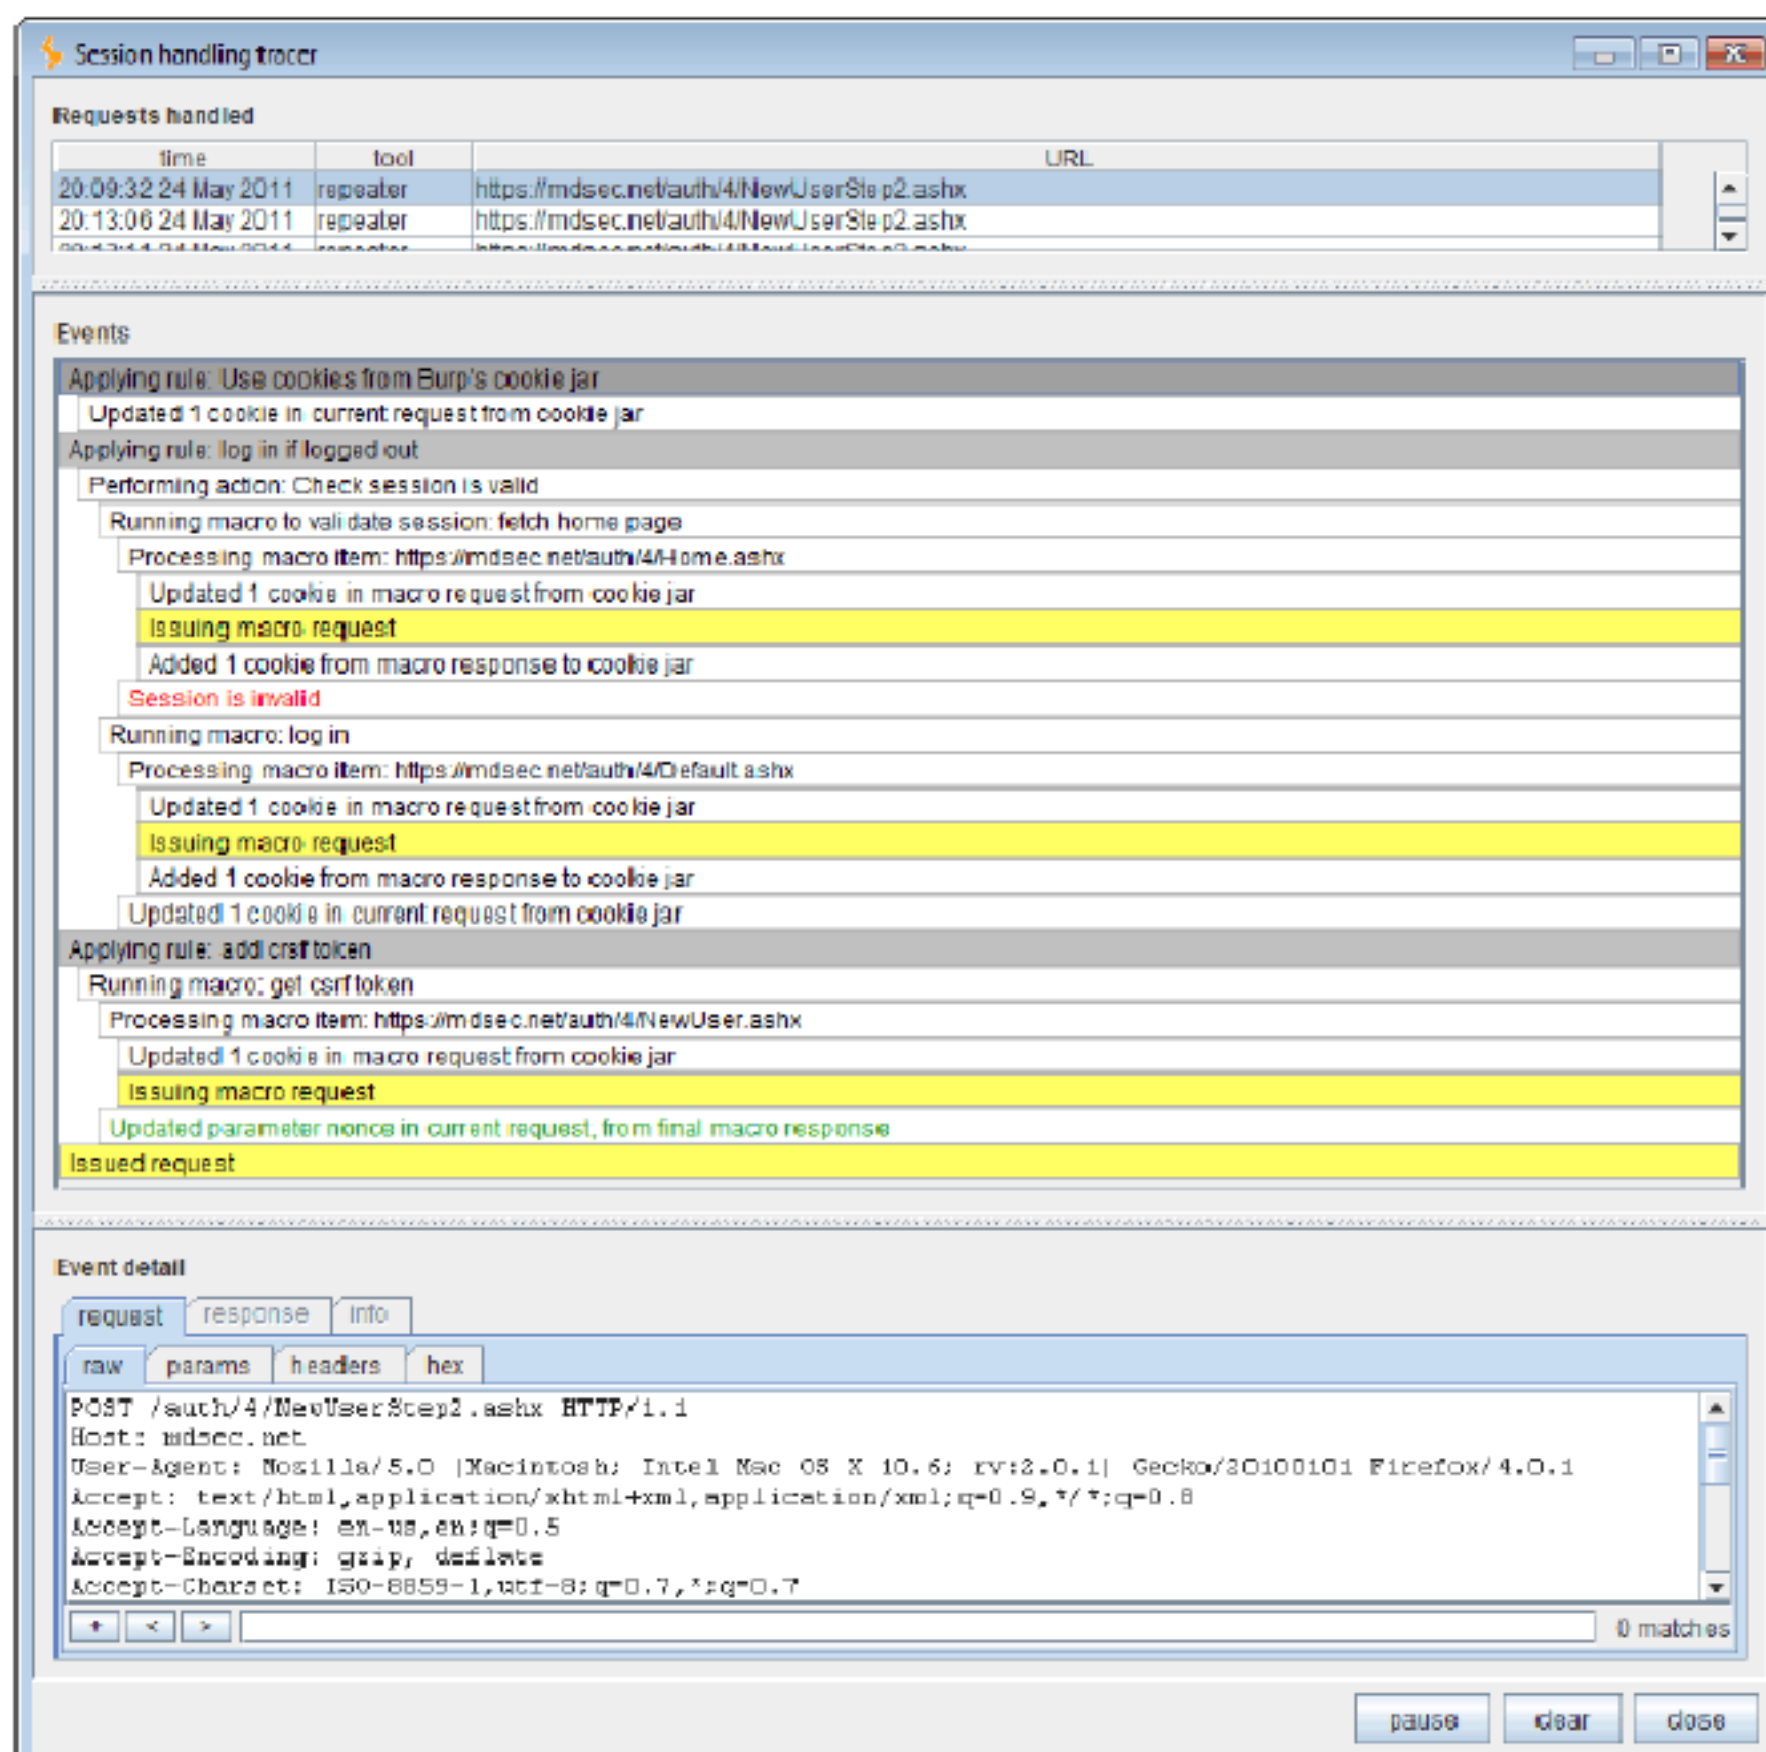 Session handling tracer
Requests handled
time tool URL
20:09:32 24 May 2011 repeater https://mdsec.net/auth/4/NewUserStep2.ashx
20:13:06 24 May 2011 repeater https://mdsec.net/auth/4/NewUserStep2.ashx
24 May 2011 repeater https://mdsec.net/auth/4/NewUserStep2.ashx
Events
Applying rule: Use cookies from Burp's cookie jar
Updated 1 cookie in current request from cookie jar
Applying rule: log in if logged out
Performing action: Check session is valid
Running macro to validate session: fetch home page
Processing macro item: https://mdsec.net/auth/4/Home.ashx
Updated 1 cookie in macro request from cookie jar
Issuing macro request
Added 1 cookie from macro response to cookie jar
Session is invalid
Running macro: log in
Processing macro item: https://mdsec.net/auth/4/Default.ashx
Updated 1 cookie in macro request from cookie jar
Issuing macro request
Added 1 cookie from macro response to cookie jar
Updated 1 cookie in current request from cookie jar
Applying rule: add crsf token
Running macro: get csrf token
Processing macro item: https://mdsec.net/auth/4/NewUser.ashx
Updated 1 cookie in macro request from cookie jar
Issuing macro request
Updated parameter nonce in current request, from final macro response
Issued request
Event detail
request response info
raw params headers hex
POST /auth/4/NewUserStep2.ashx HTTP/1.1
Host: mdsec.net
User-Agent: Mozilla/5.0 (Macintosh; Intel Mac OS X 10.6; rv:2.0.1) Gecko/20100101 Firefox/4.0.1
Accept: text/html,application/xhtml+xml,application/xml;q=0.9,*/*;q=0.8
Accept-Language: en-us,en;q=0.5
Accept-Encoding: gzip, deflate
Accept-Charset: ISO-8859-1,utf-8;q=0.7,*;q=0.7
+ < > 0 matches
pause clear close